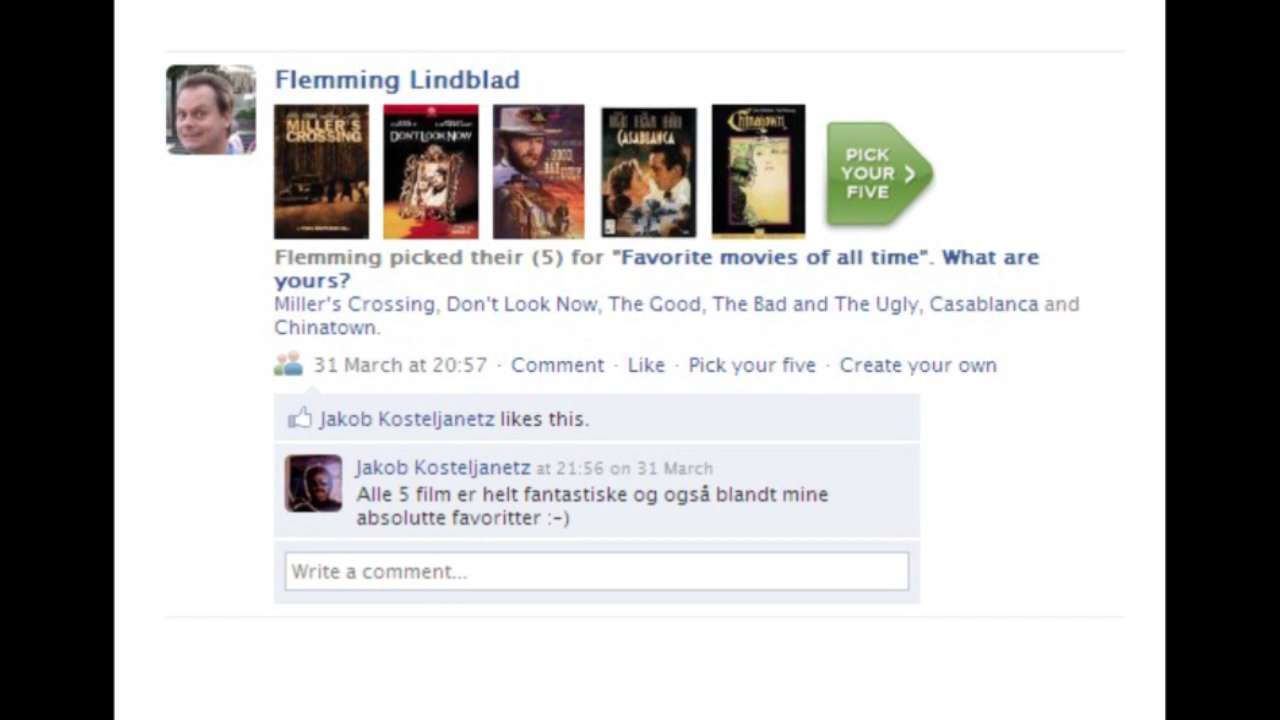 Flemming Lindblad
MILLER'S
CROSSING
DON'T LOOK NOW
CASABLANCA
Chinatown
PICK
YOUR
FIVE
Flemming picked their (5) for "Favorite movies of all time". What are
yours?
Miller's Crossing, Don't Look Now, The Good, The Bad and The Ugly, Casablanca and
Chinatown.
31 March at 20:57 · Comment · Like · Pick your five · Create your own
Jakob Kosteljanetz likes this.
Jakob Kosteljanetz at 21:56 on 31 March
Alle 5 film er helt fantastiske og også blandt mine
absolutte favoritter :-)
Write a comment...